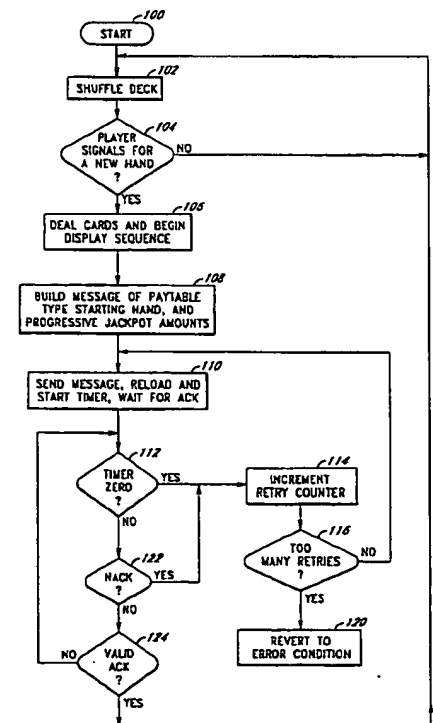 100
START
102
SHUFFLE DECK
104
PLAYER
SIGNALS FOR
A NEW HAND
?
NO
YES
106
DEAL CARDS AND BEGIN
DISPLAY SEQUENCE
108
BUILD MESSAGE OF PAYTABLE
TYPE STARTING HAND, AND
PROGRESSIVE JACKPOT AMOUNTS
110
SEND MESSAGE, RELOAD AND
START TIMER, WAIT FOR ACK
112
TIMER
ZERO
?
YES
NO
114
INCREMENT
RETRY COUNTER
116
TOO
MANY RETRIES
?
NO
YES
120
REVERT TO
ERROR CONDITION
122
NACK
?
YES
NO
124
VALID
ACK
?
NO
YES